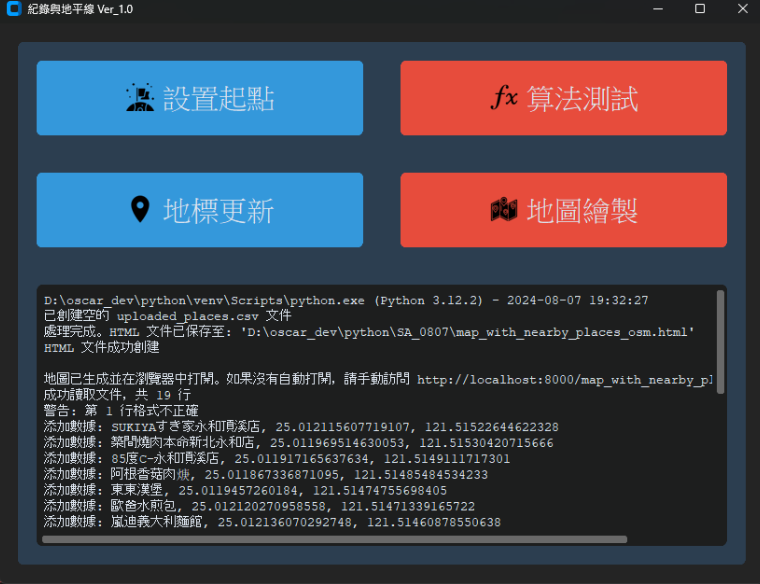 紀錄與地平線 Ver_1.0
設置起點
fx 算法測試
地標更新
地圖繪製
D:\oscar_dev\python\venv\Scripts\python.exe (Python 3.12.2) - 2024-08-07 19:32:27
已創建空的 uploaded_places.csv 文件
處理完成。HTML 文件已保存至: 'D:\oscar_dev\python\SA_0807\map_with_nearby_places_osm.html'
HTML 文件成功創建
地圖已生成並在瀏覽器中打開。如果沒有自動打開, 請手動訪問 http://localhost:8000/map_with_nearby_pl
成功讀取文件, 共 19 行
警告: 第 1 行格式不正確
添加數據: SUKIYAすき家永和頂溪店, 25.012115607719107, 121.51522644622328
添加數據: 築間燒肉本命新北永和店, 25.011969514630053, 121.51530420715666
添加數據: 85度C-永和頂溪店, 25.011917165637634, 121.5149111717301
添加數據: 阿根香菇肉焿, 25.011867336871095, 121.51485484534233
添加數據: 東東漢堡, 25.0119457260184, 121.51474755698405
添加數據: 歐爸水煎包, 25.012120270958558, 121.51471339165722
添加數據: 嵐迪義大利麵館, 25.012136070292748, 121.51460878550638